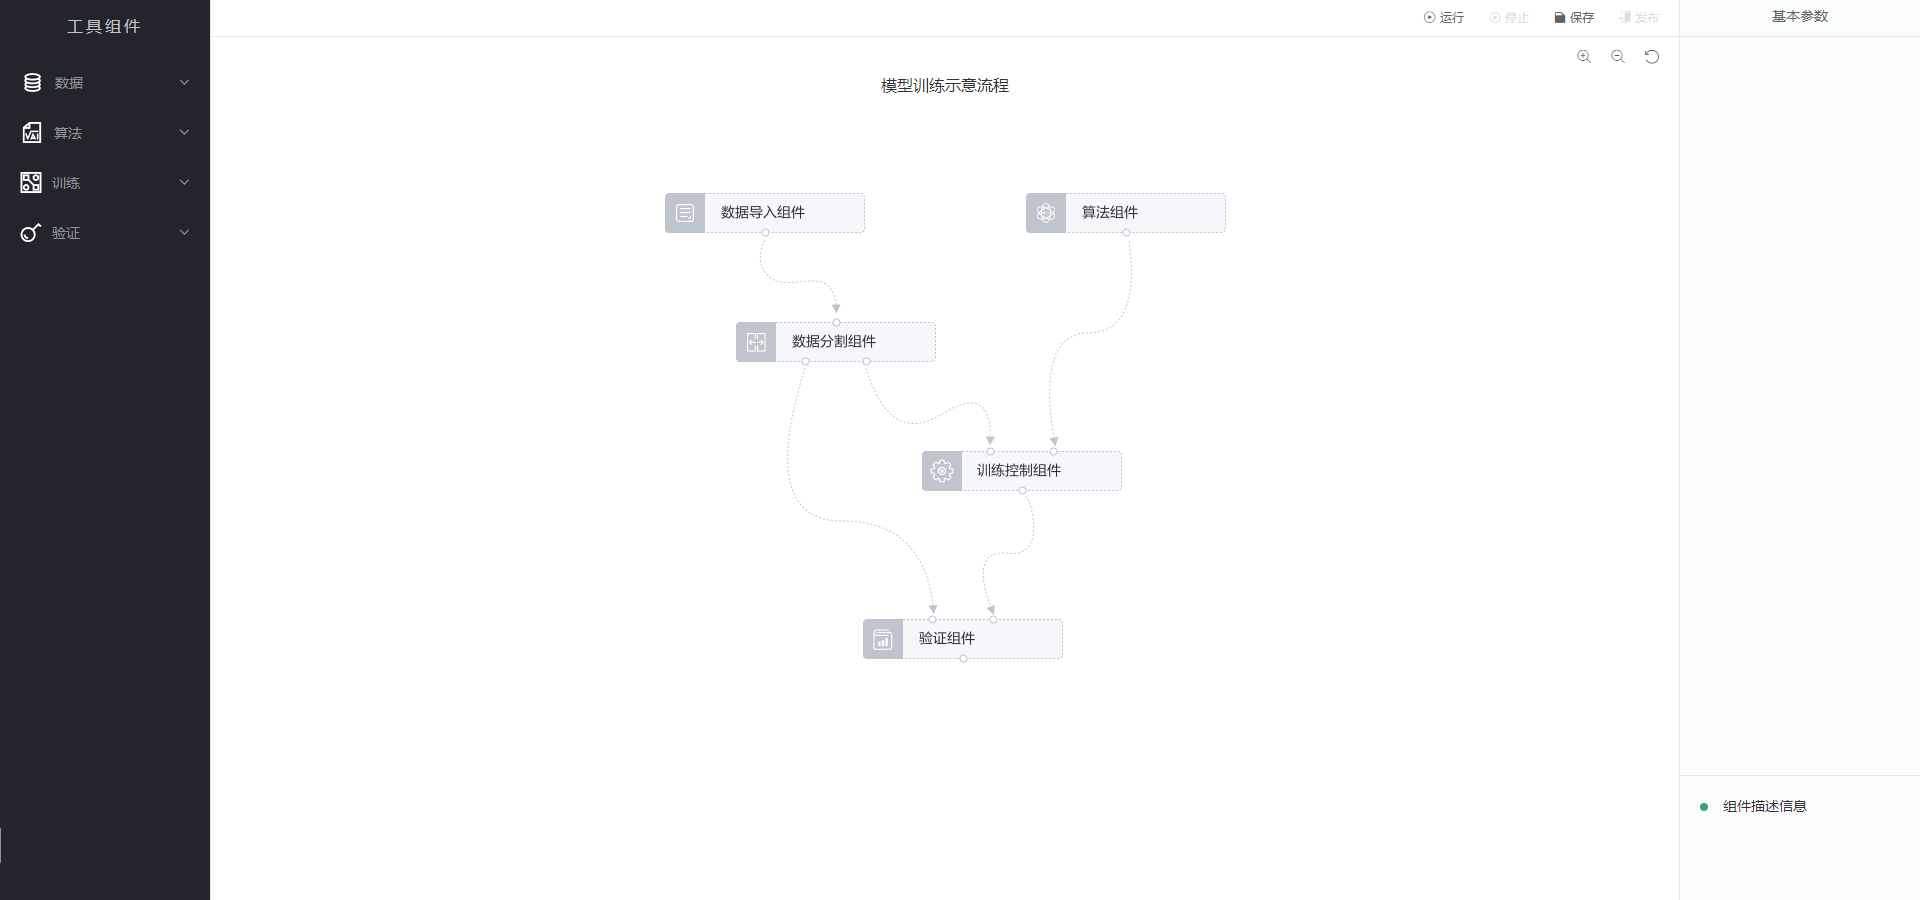 工具组件
数据
算法
训练
验证
运行 停止 保存 发布
模型训练示意流程
数据导入组件
算法组件
数据分割组件
训练控制组件
验证组件
基本参数
组件描述信息